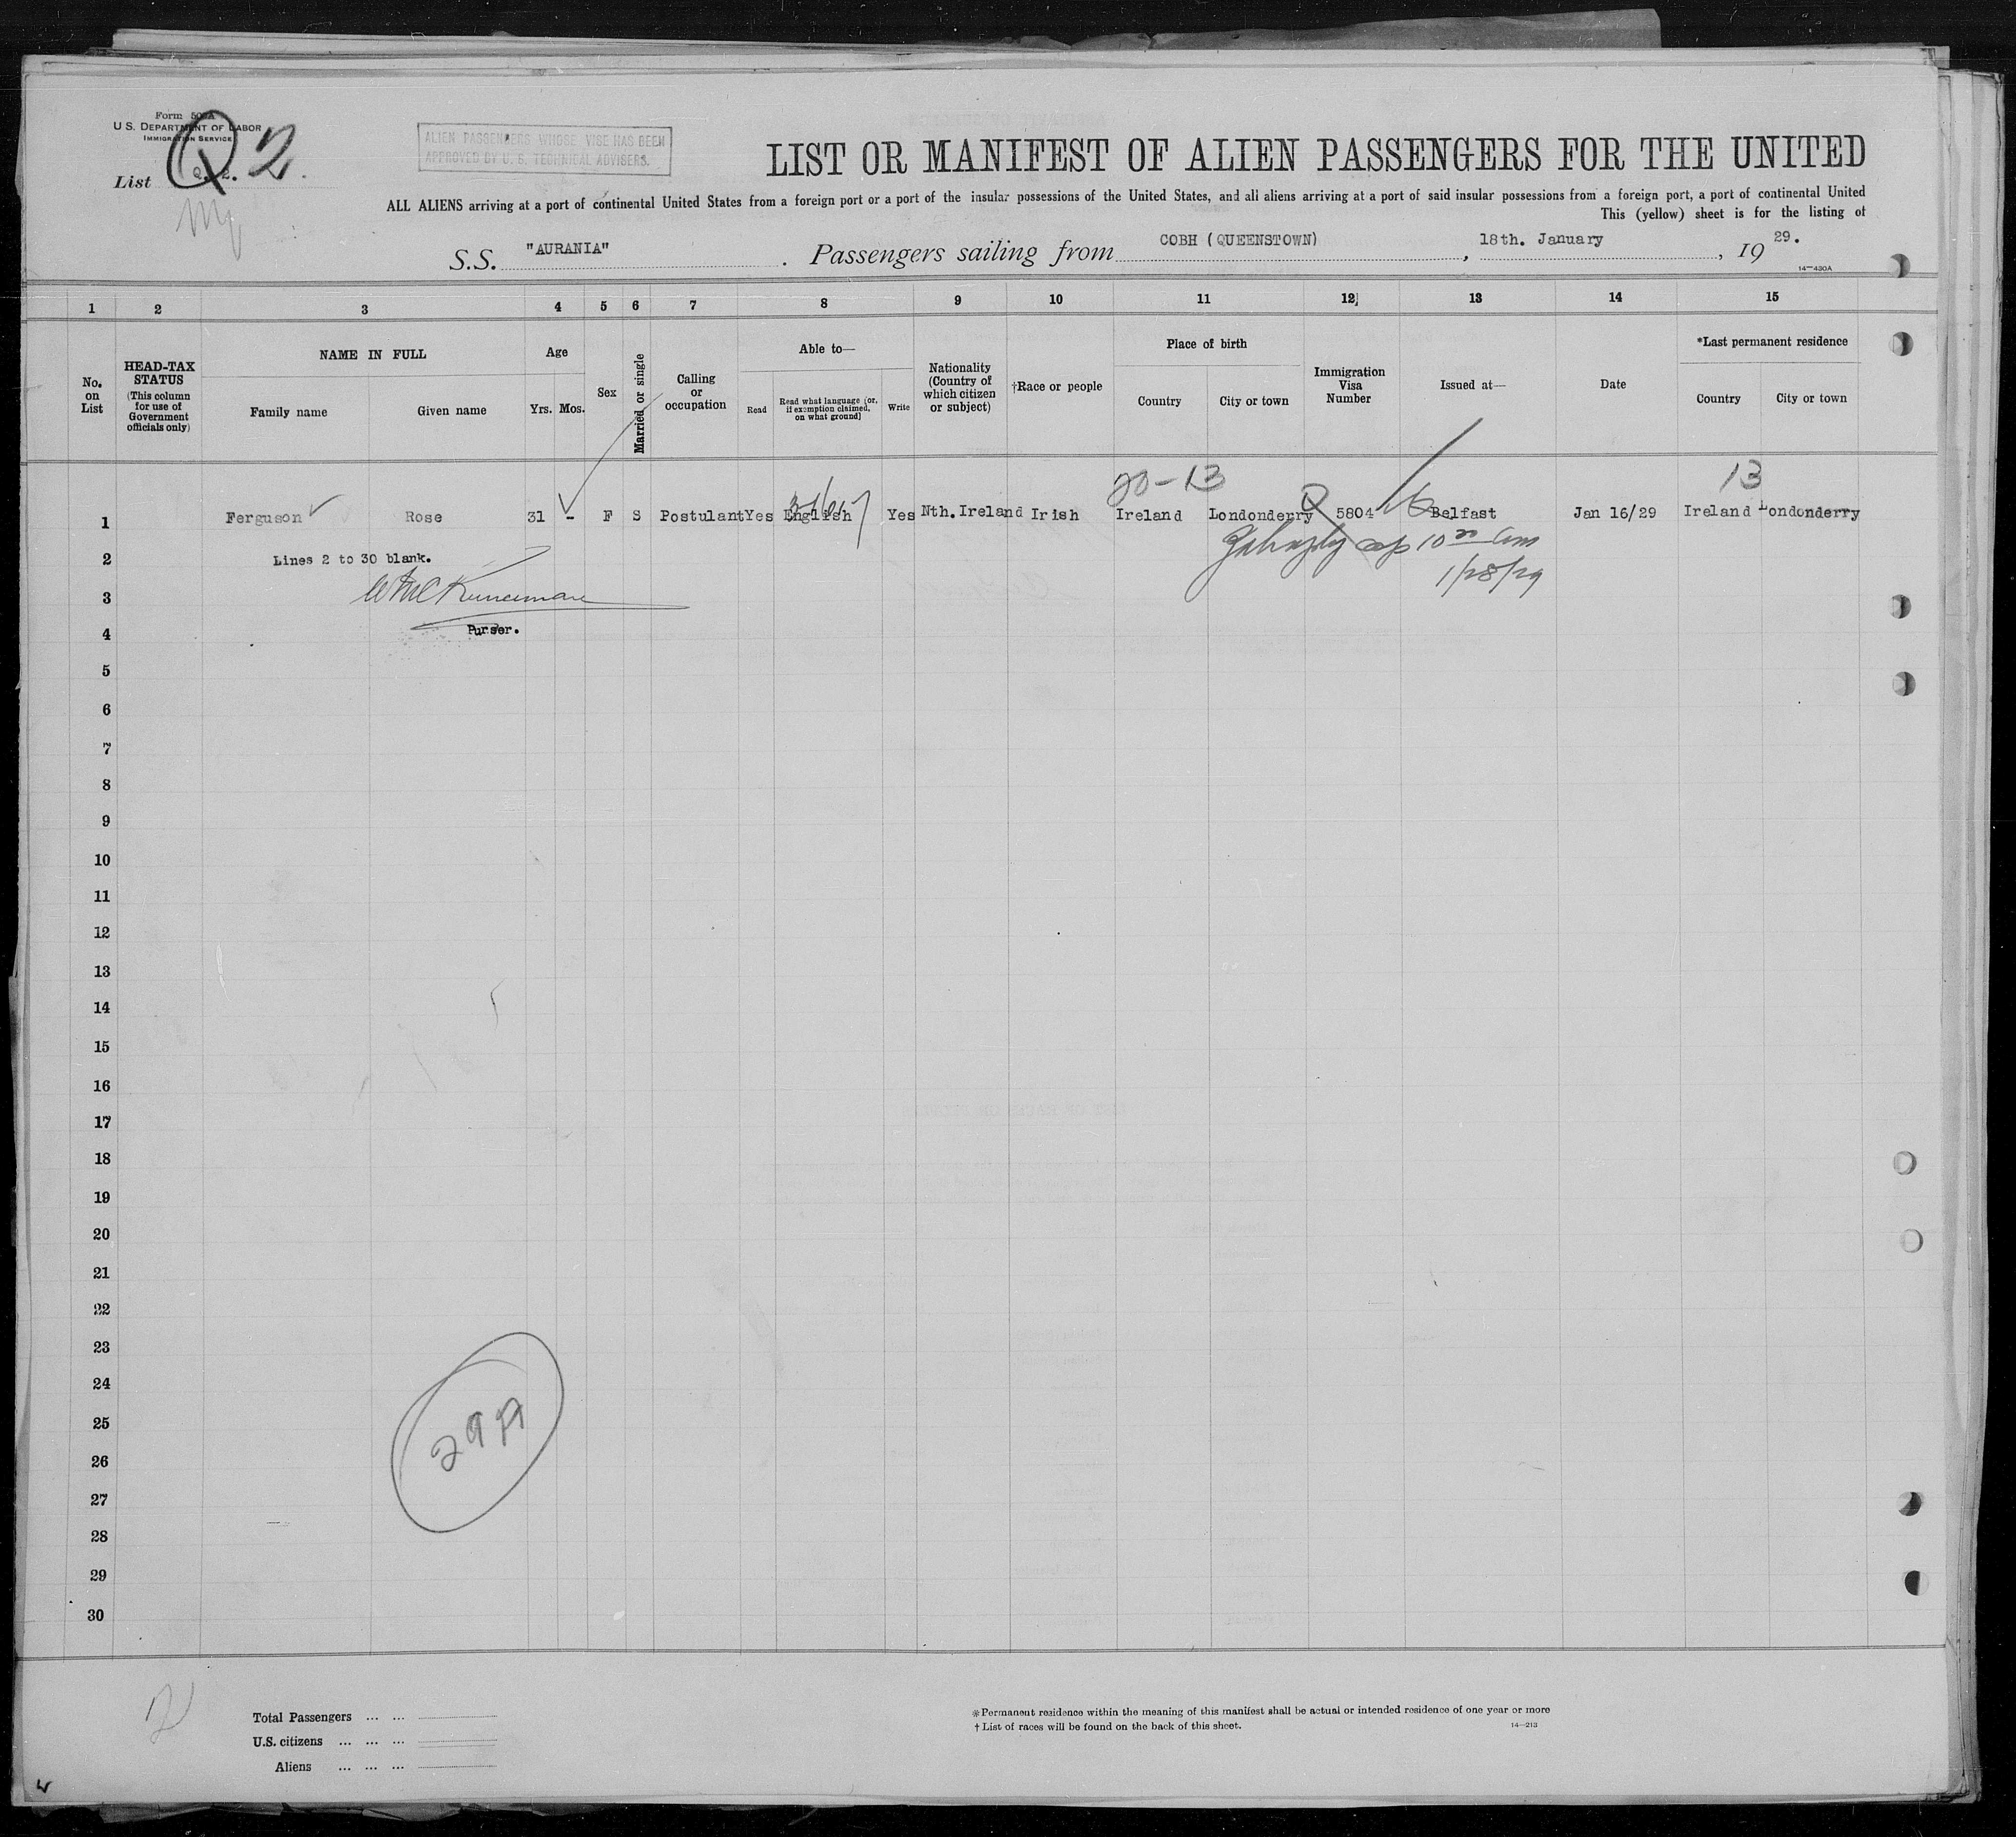 Form 500A
U S. DEPARTMENT OF LABOR
IMMIGRATION SERVICE
List Q. 2.
Q 2.
ALIEN PASSENGERS WHOSE VISE HAS BEEN
APPROVED BY U. S. TECHNICAL ADVISERS.
LIST OR MANIFEST OF ALIEN PASSENGERS FOR THE UNITED
ALL ALIENS arriving at a port of continental United States from a foreign port or a port of the insular possessions of the United States, and all aliens arriving at a port of said insular possessions from a foreign port, a port of continental United
This (yellow) sheet is for the listing of
S.S. "AURANIA" . Passengers sailing from COBH (QUEENSTOWN) , 18th. January , 19 29.
14—430A
1 2 3 4 5 6 7 8 9 10 11 12 13 14 15
No. on List
HEAD-TAX STATUS (This column for use of Government officials only)
NAME IN FULL
Family name Given name
Age
Yrs. Mos.
Sex
Married or single
Calling or occupation
Able to—
Read
Read what language (or, if exemption claimed, on what ground)
Write
Nationality (Country of which citizen or subject)
†Race or people
Place of birth
Country City or town
Immigration Visa Number
Issued at—
Date
*Last permanent residence
Country City or town
20-13 13
1 Ferguson Rose 31 - F S Postulant Yes English Yes Nth. Ireland Irish Ireland Londonderry Q 5804 Belfast Jan 16/29 Ireland Londonderry
2 Lines 2 to 30 blank.
1/28/29
3
4 Purser.
5
6
7
8
9
10
11
12
13
14
15
16
17
18
19
20
21
22
23
24
25
26
27
28
29
30
29A
Total Passengers ... ...
U.S. citizens ... ... ...
Aliens ... ... ...
*Permanent residence within the meaning of this manifest shall be actual or intended residence of one year or more
† List of races will be found on the back of this sheet.
14—213